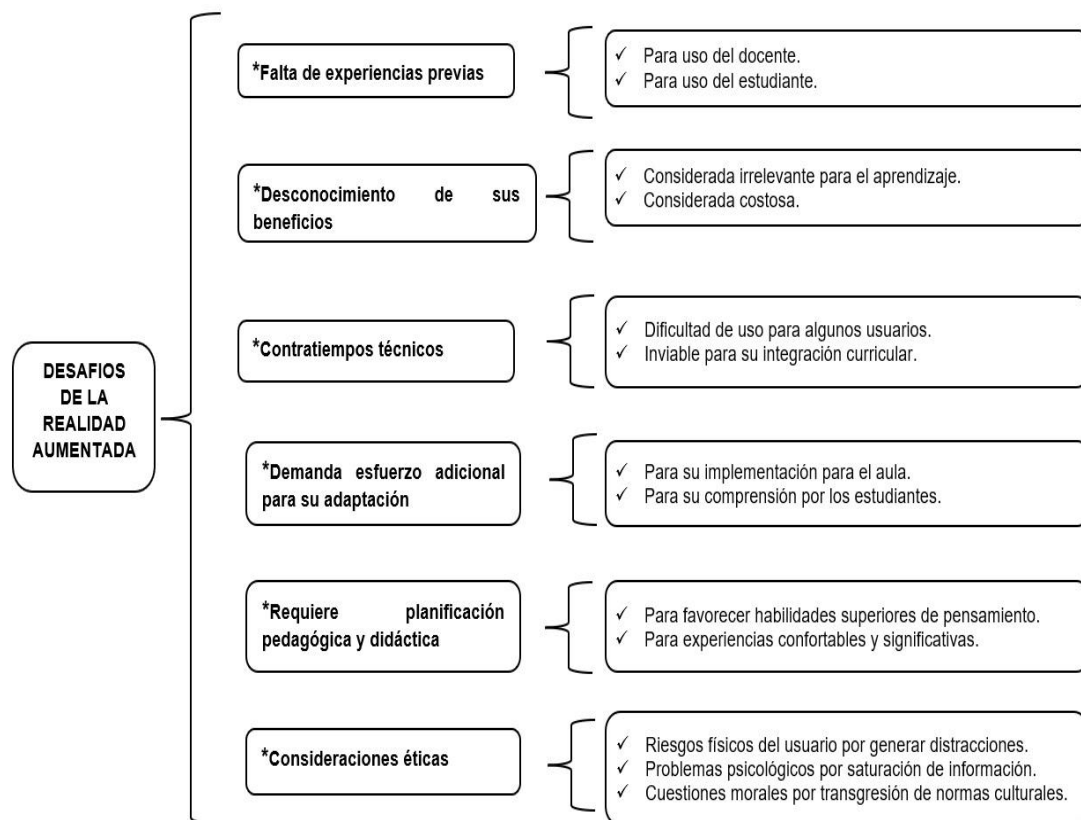 DESAFIOS
DE LA
REALIDAD
AUMENTADA
*Falta de experiencias previas
✓ Para uso del docente.
✓ Para uso del estudiante.
*Desconocimiento de sus
beneficios
✓ Considerada irrelevante para el aprendizaje.
✓ Considerada costosa.
*Contratiempos técnicos
✓ Dificultad de uso para algunos usuarios.
✓ Inviable para su integración curricular.
*Demanda esfuerzo adicional
para su adaptación
✓ Para su implementación para el aula.
✓ Para su comprensión por los estudiantes.
*Requiere planificación
pedagógica y didáctica
✓ Para favorecer habilidades superiores de pensamiento.
✓ Para experiencias confortables y significativas.
*Consideraciones éticas
✓ Riesgos físicos del usuario por generar distracciones.
✓ Problemas psicológicos por saturación de información.
✓ Cuestiones morales por transgresión de normas culturales.